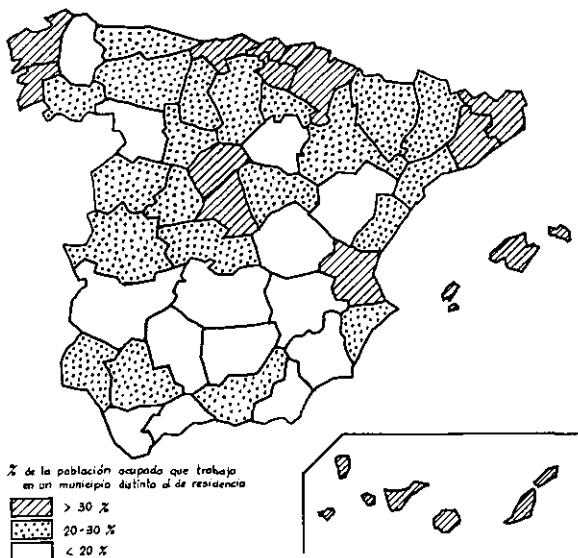 % de la población ocupada que trabaja
en un municipio distinto al de residencia
> 30 %
20-30 %
< 20 %